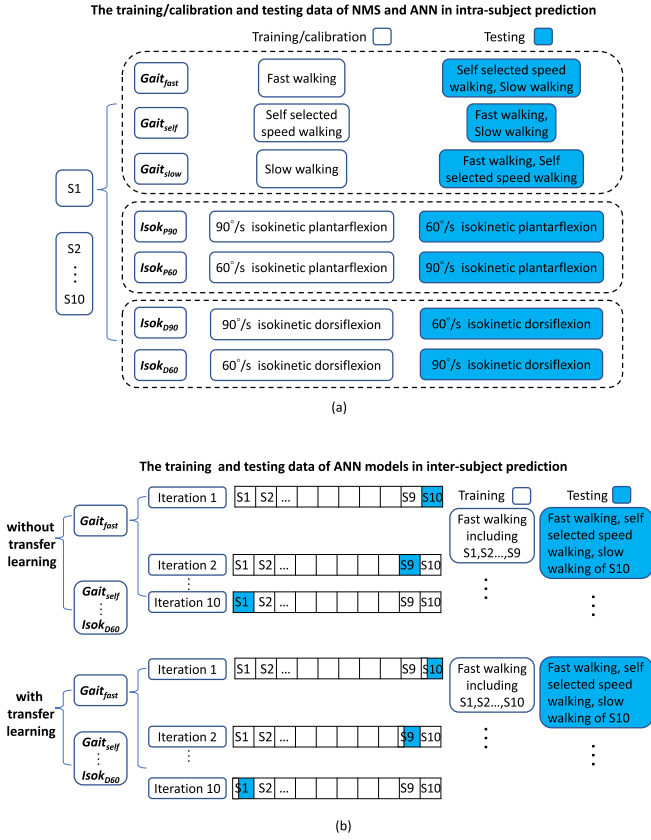 The training/calibration and testing data of NMS and ANN in intra-subject prediction
Training/calibration
Testing
Gait_fast
Fast walking
Self selected speed
walking, Slow walking
Gait_self
Self selected
speed walking
Fast walking,
Slow walking
Gait_slow
Slow walking
Fast walking, Self
selected speed walking
S1
S2
⋮
S10
Isok_P90
90°/s isokinetic plantarflexion
60°/s isokinetic plantarflexion
Isok_P60
60°/s isokinetic plantarflexion
90°/s isokinetic plantarflexion
Isok_D90
90°/s isokinetic dorsiflexion
60°/s isokinetic dorsiflexion
Isok_D60
60°/s isokinetic dorsiflexion
90°/s isokinetic dorsiflexion
(a)
The training and testing data of ANN models in inter-subject prediction
without
transfer
learning
Gait_fast
Gait_self
⋮
Isok_D60
Iteration 1
S1 S2 ... S9 S10
Iteration 2
S1 S2 ... S9 S10
⋮
Iteration 10
S1 S2 S9 S10
Training
Testing
Fast walking
including
S1,S2...,S9
⋮
Fast walking, self
selected speed
walking, slow
walking of S10
⋮
with
transfer
learning
Gait_fast
Gait_self
⋮
Isok_D60
Iteration 1
S1 S2 ... S9 S10
Iteration 2
S1 S2 ... S9 S10
⋮
Iteration 10
S1 S2 ... S9 S10
Fast walking
including
S1,S2...,S10
⋮
Fast walking, self
selected speed
walking, slow
walking of S10
⋮
(b)